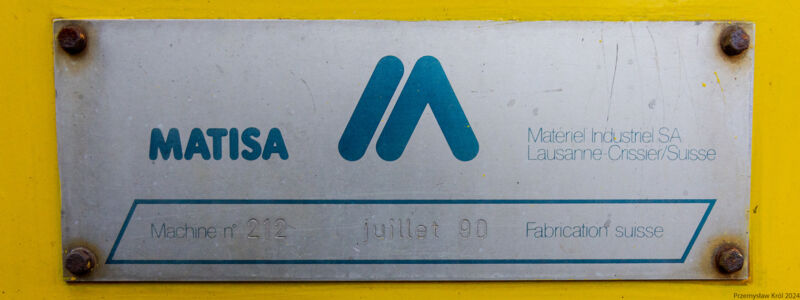 MATISA
Matériel Industriel SA
Lausanne-Crissier/Suisse
Machine n° 212 juillet 90 Fabrication suisse
Przemysław Król 2024